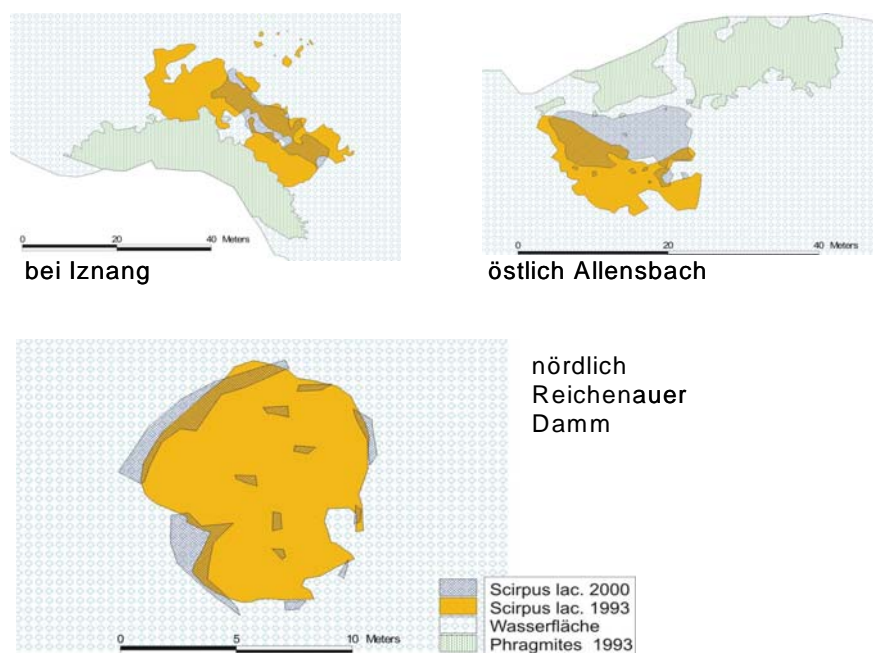 0 20 40 Meters
bei Iznang
0 20 40 Meters
östlich Allensbach
nördlich
Reichenauer
Damm
Scirpus lac. 2000
Scirpus lac. 1993
Wasserfläche
Phragmites 1993
0 5 10 Meters